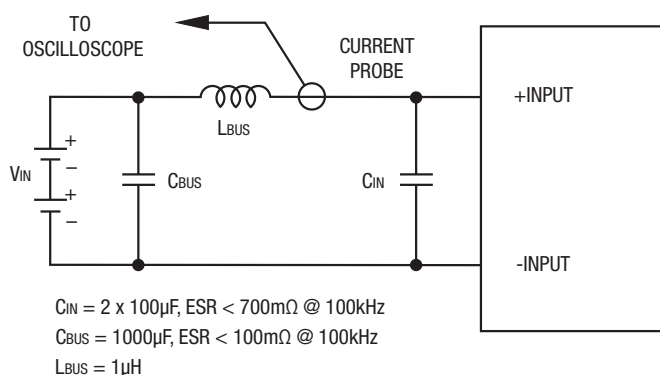 TO
OSCILLOSCOPE
CURRENT
PROBE
+INPUT
LBUS
+
VIN
−
+
−
CBUS
CIN
-INPUT
CIN = 2 x 100µF, ESR < 700mΩ @ 100kHz
CBUS = 1000µF, ESR < 100mΩ @ 100kHz
LBUS = 1µH